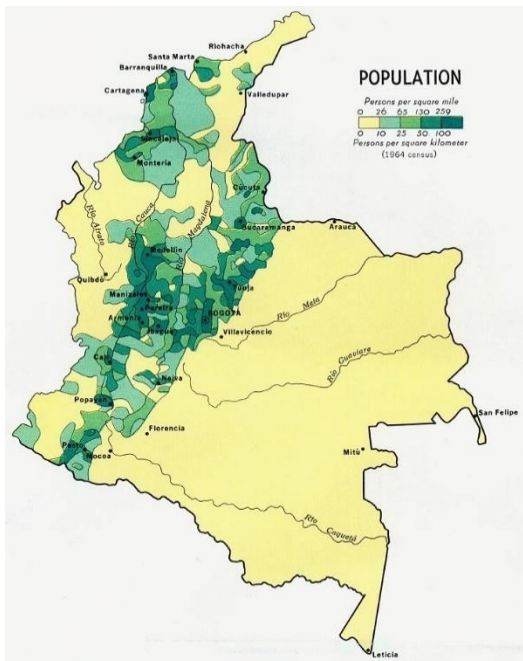 POPULATION
Persons per square mile
0 26 65 130 259
0 10 25 50 100
Persons per square kilometer
(1964 census)
Riohacha
Santa Marta
Barranquilla
Cartagena
Valledupar
Sincelejo
Montería
Cúcuta
Río Atrato
Río Cauca
Río Magdalena
Bucaramanga
Arauca
Medellín
Quibdó
Tunja
Manizales
Río Meta
Pereira
BOGOTÁ
Armenia
Ibagué
Villavicencio
Río Guaviare
Cali
Neiva
Popayán
San Felipe
Florencia
Pasto
Mocoa
Mitú
Río Caquetá
Leticia